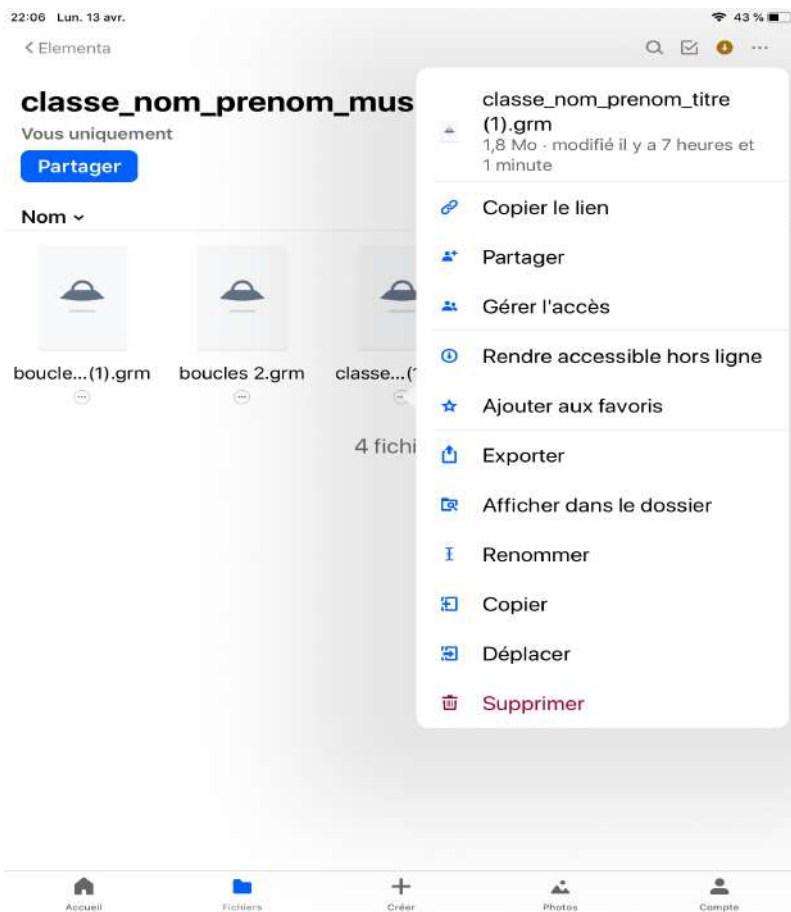 22:06 Lun. 13 avr.
43 %
Elementa
classe_nom_prenom_mus
Vous uniquement
Partager
Nom
boucle...(1).grm
boucles 2.grm
classe...(
4 fichi
classe_nom_prenom_titre
(1).grm
1,8 Mo · modifié il y a 7 heures et
1 minute
Copier le lien
Partager
Gérer l'accès
Rendre accessible hors ligne
Ajouter aux favoris
Exporter
Afficher dans le dossier
Renommer
Copier
Déplacer
Supprimer
Accueil
Fichiers
Créer
Photos
Compte